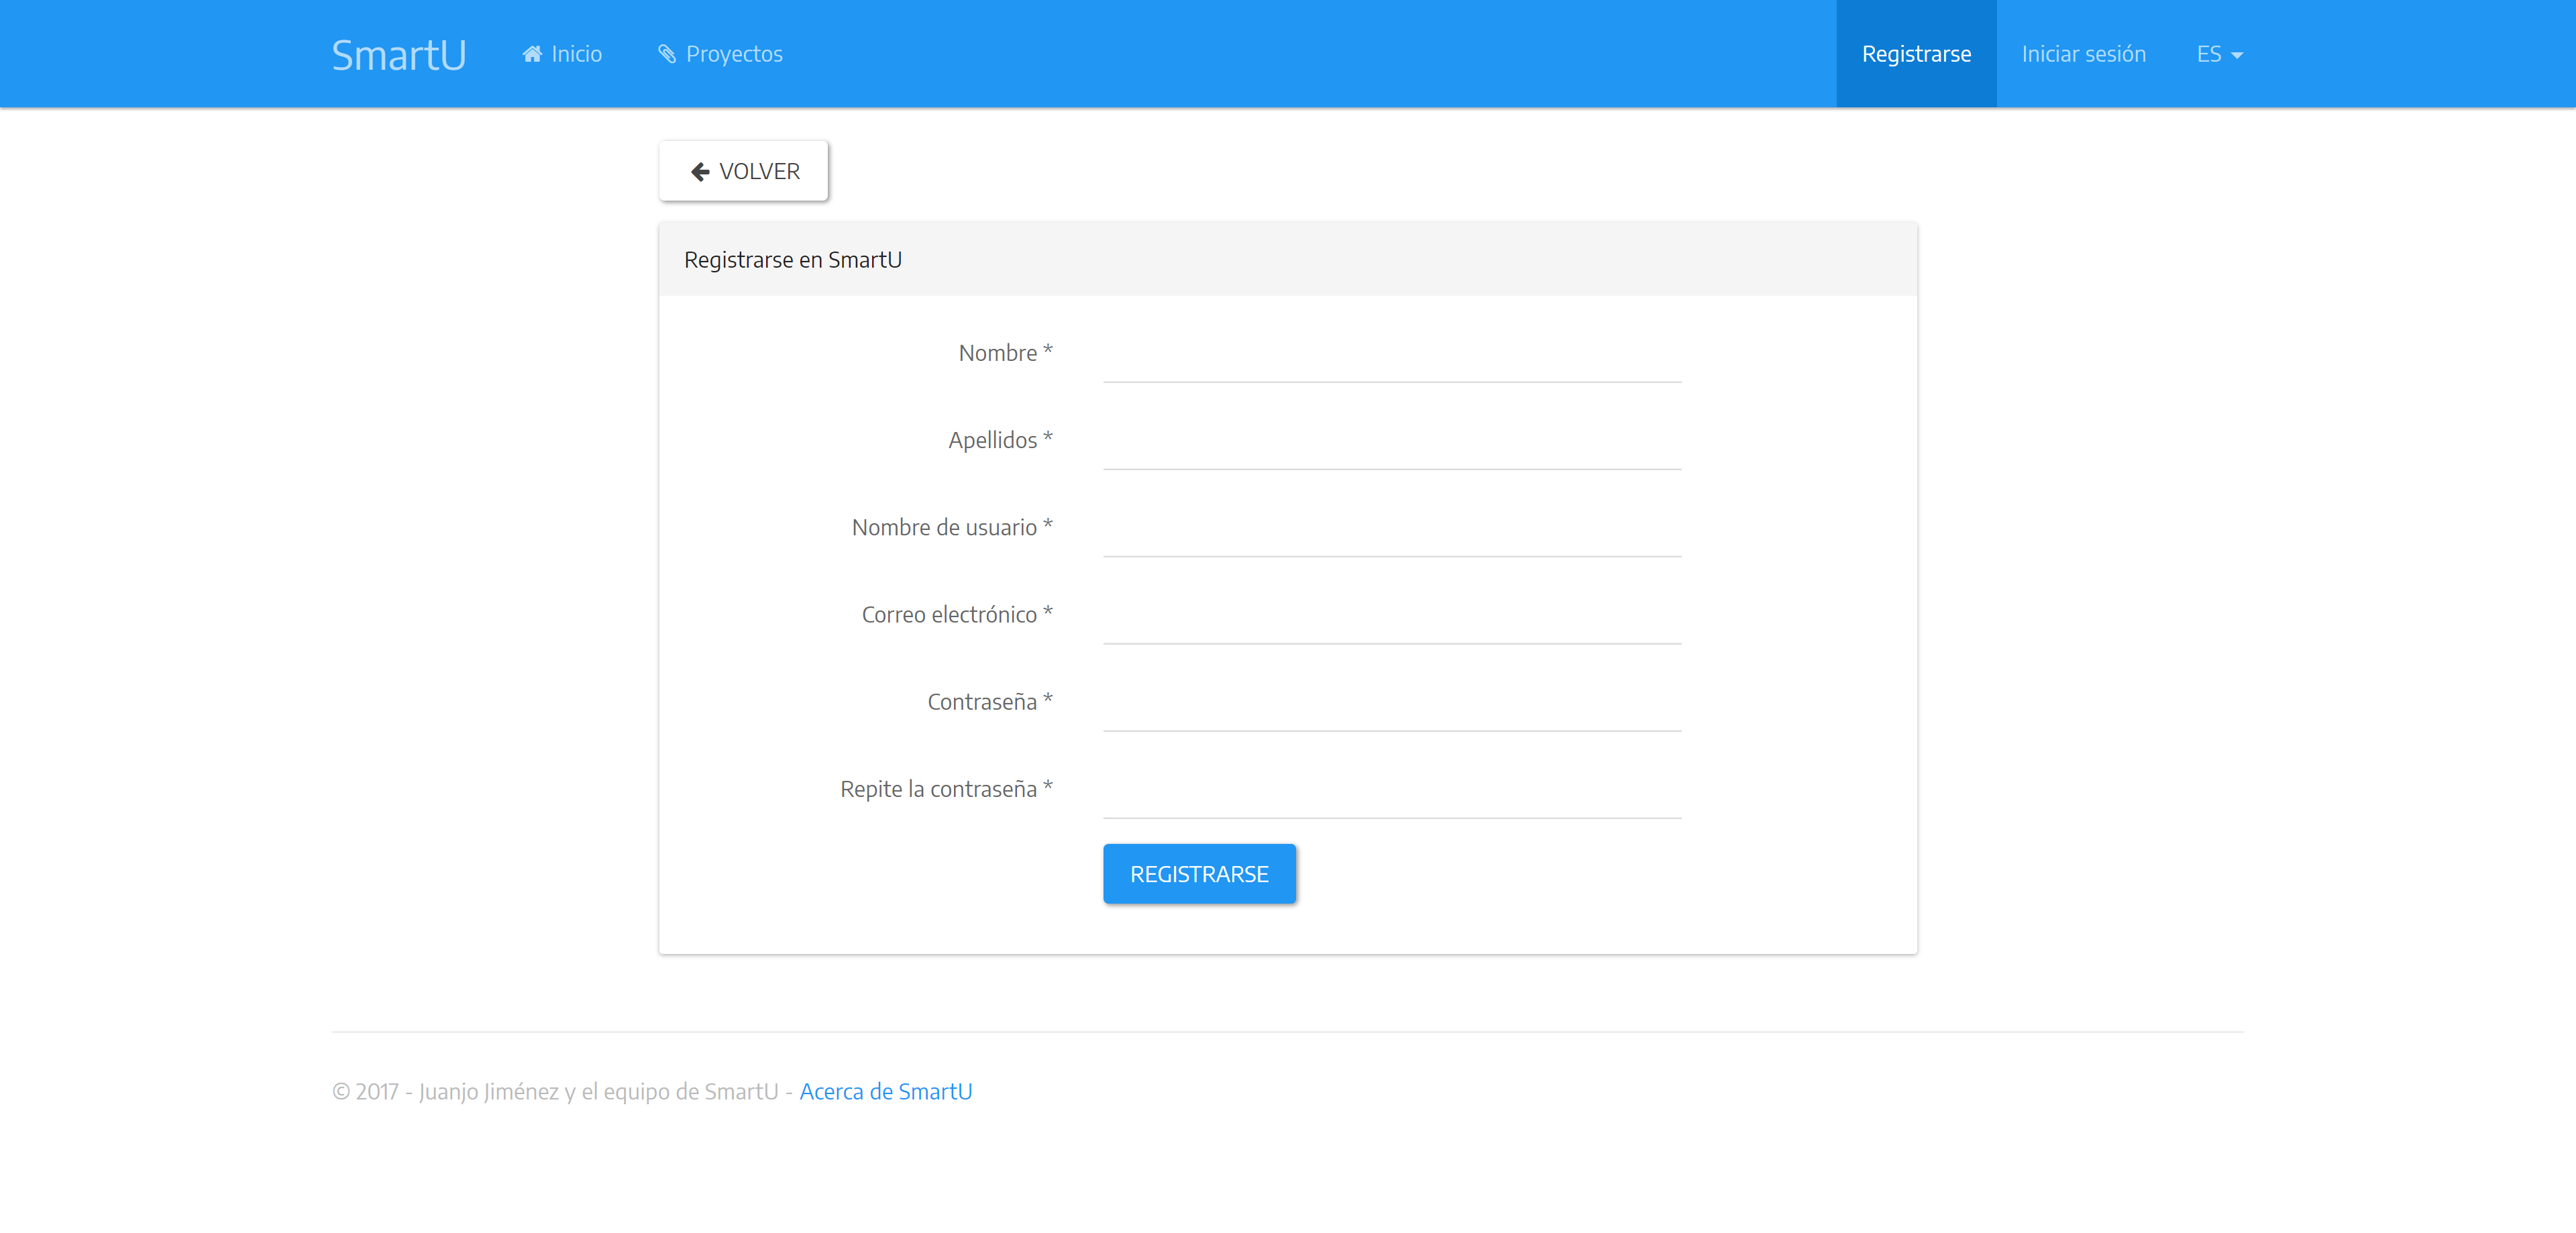 SmartU Inicio Proyectos Registrarse Iniciar sesión ES
VOLVER
Registrarse en SmartU
Nombre *
Apellidos *
Nombre de usuario *
Correo electrónico *
Contraseña *
Repite la contraseña *
REGISTRARSE
© 2017 - Juanjo Jiménez y el equipo de SmartU - Acerca de SmartU